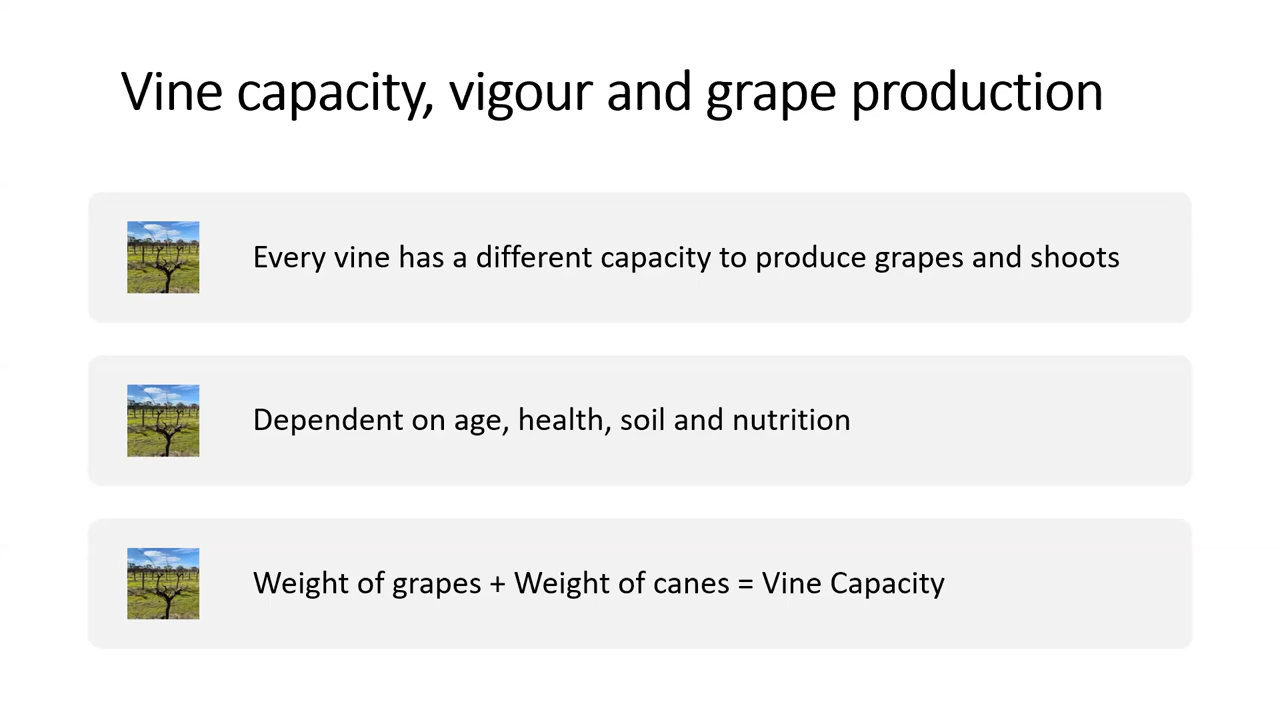 Vine capacity, vigour and grape production
Every vine has a different capacity to produce grapes and shoots
Dependent on age, health, soil and nutrition
Weight of grapes + Weight of canes = Vine Capacity